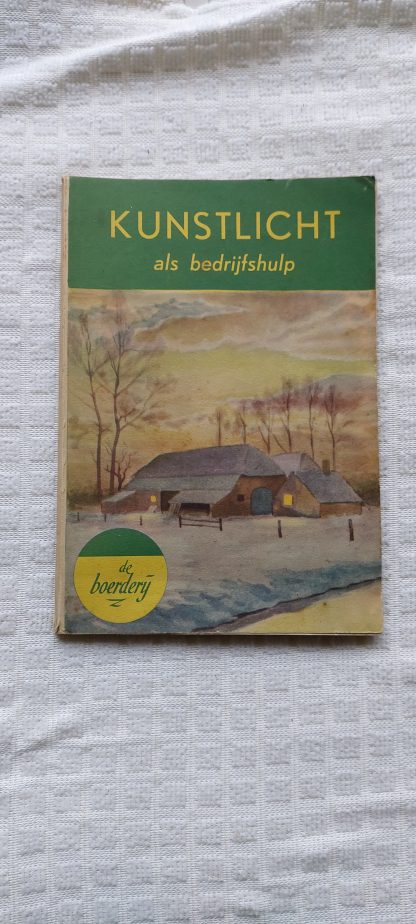 KUNSTLICHT
als bedrijfshulp
de
boerderij